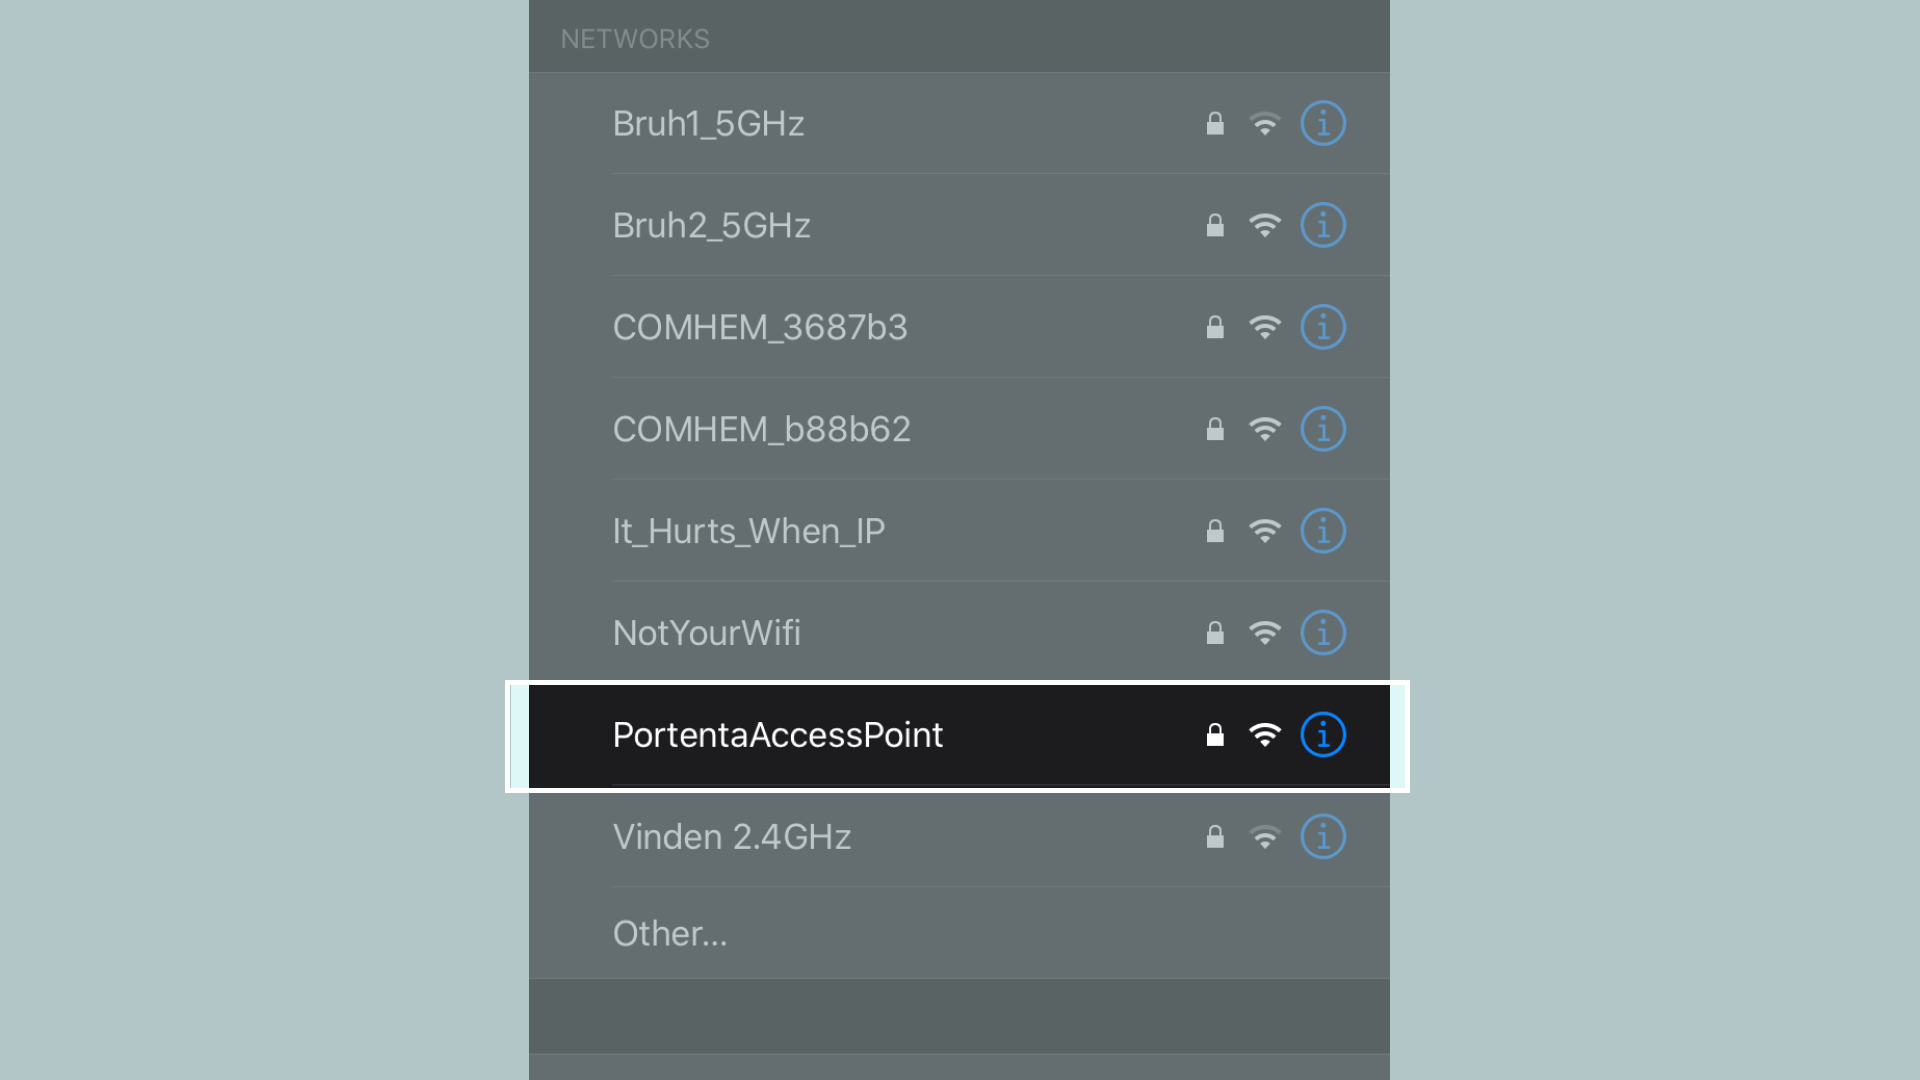 NETWORKS
Bruh1_5GHz
Bruh2_5GHz
COMHEM_3687b3
COMHEM_b88b62
It_Hurts_When_IP
NotYourWifi
PortentaAccessPoint
Vinden 2.4GHz
Other...